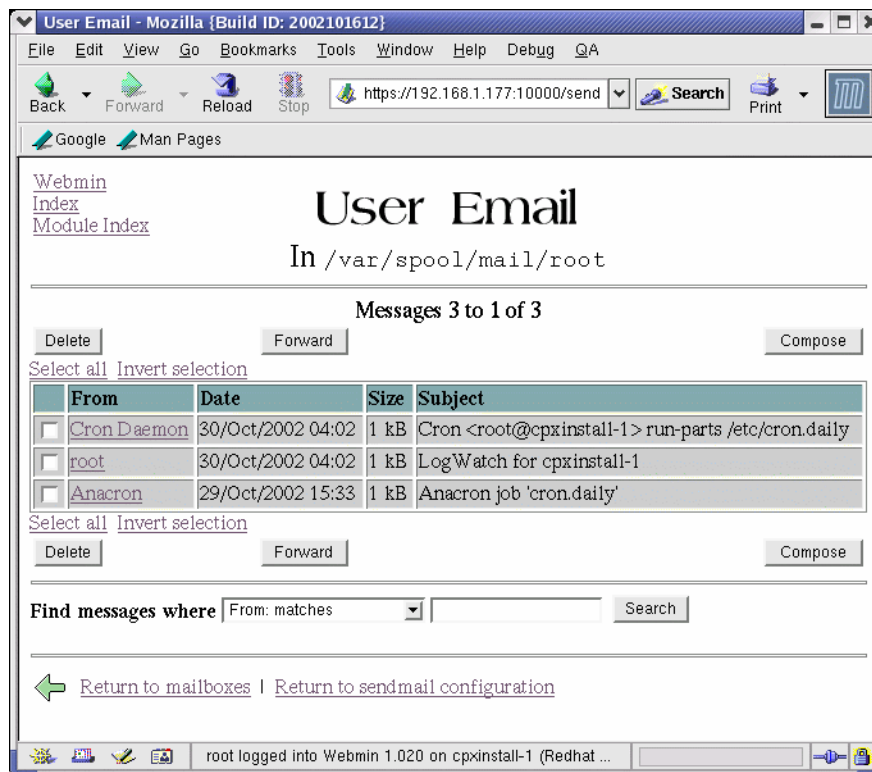 User Email - Mozilla {Build ID: 2002101612}
File Edit View Go Bookmarks Tools Window Help Debug QA
Back Forward Reload Stop https://192.168.1.177:10000/send Search Print
Google Man Pages
Webmin
Index
Module Index
User Email
In /var/spool/mail/root
Messages 3 to 1 of 3
Delete Forward Compose
Select all Invert selection
From Date Size Subject
Cron Daemon 30/Oct/2002 04:02 1 kB Cron <root@cpxinstall-1> run-parts /etc/cron.daily
root 30/Oct/2002 04:02 1 kB LogWatch for cpxinstall-1
Anacron 29/Oct/2002 15:33 1 kB Anacron job 'cron.daily'
Select all Invert selection
Delete Forward Compose
Find messages where From: matches Search
Return to mailboxes | Return to sendmail configuration
root logged into Webmin 1.020 on cpxinstall-1 (Redhat ...